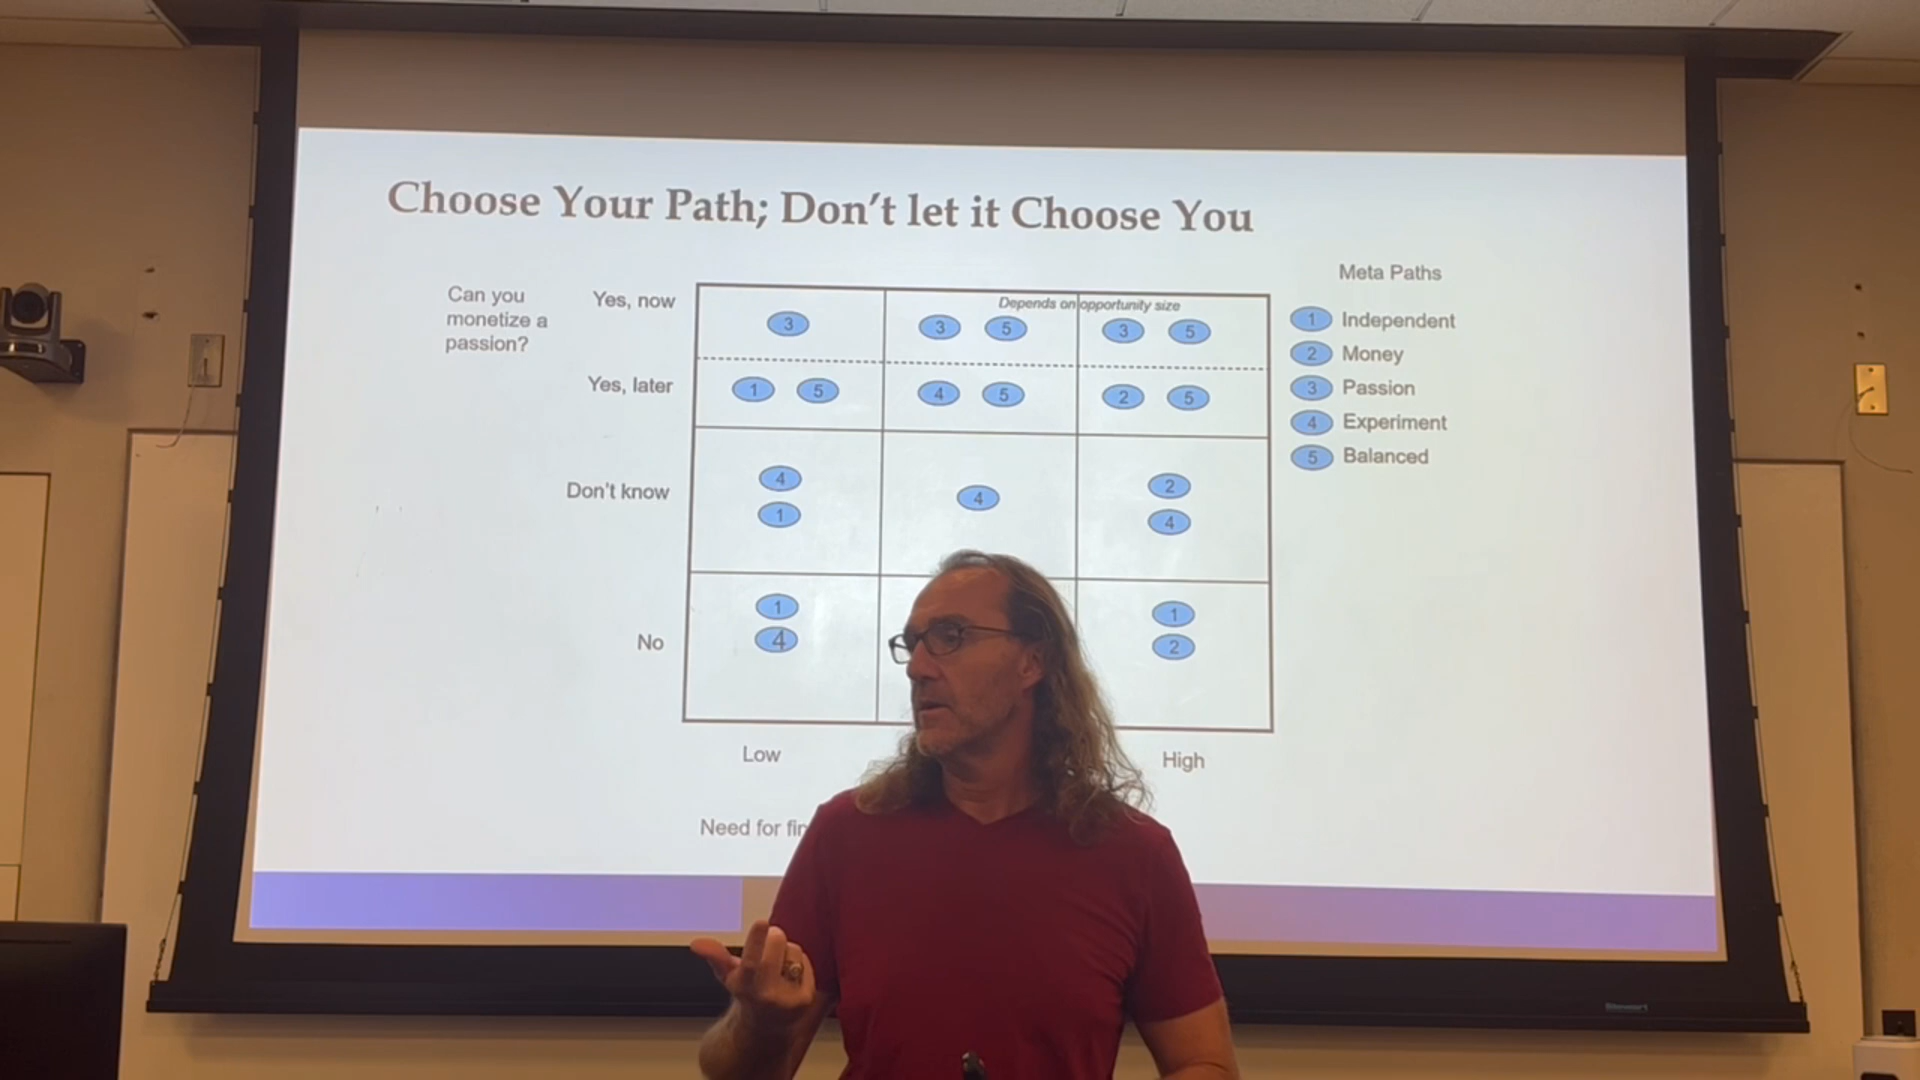 Choose Your Path; Don't let it Choose You
Can you
monetize a
passion?
Yes, now
Depends on opportunity size
3
3 5
3 5
Yes, later
1 5
4 5
2 5
Don't know
4
1
4
2
4
No
1
4
1
2
Low
High
Need for
Meta Paths
1 Independent
2 Money
3 Passion
4 Experiment
5 Balanced